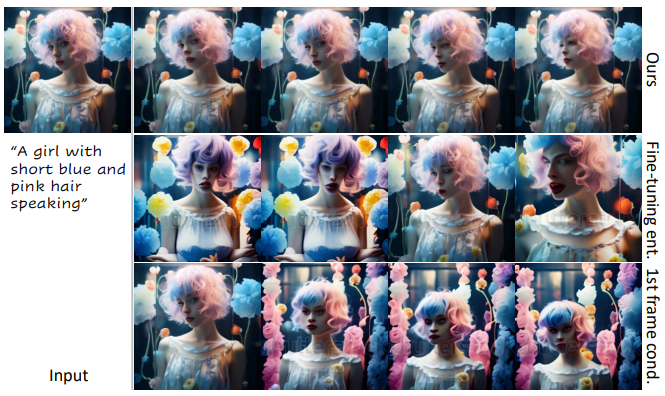 “A girl with
short blue and
pink hair
speaking”
Input
Ours
Fine-tuning ent.
1st frame cond.